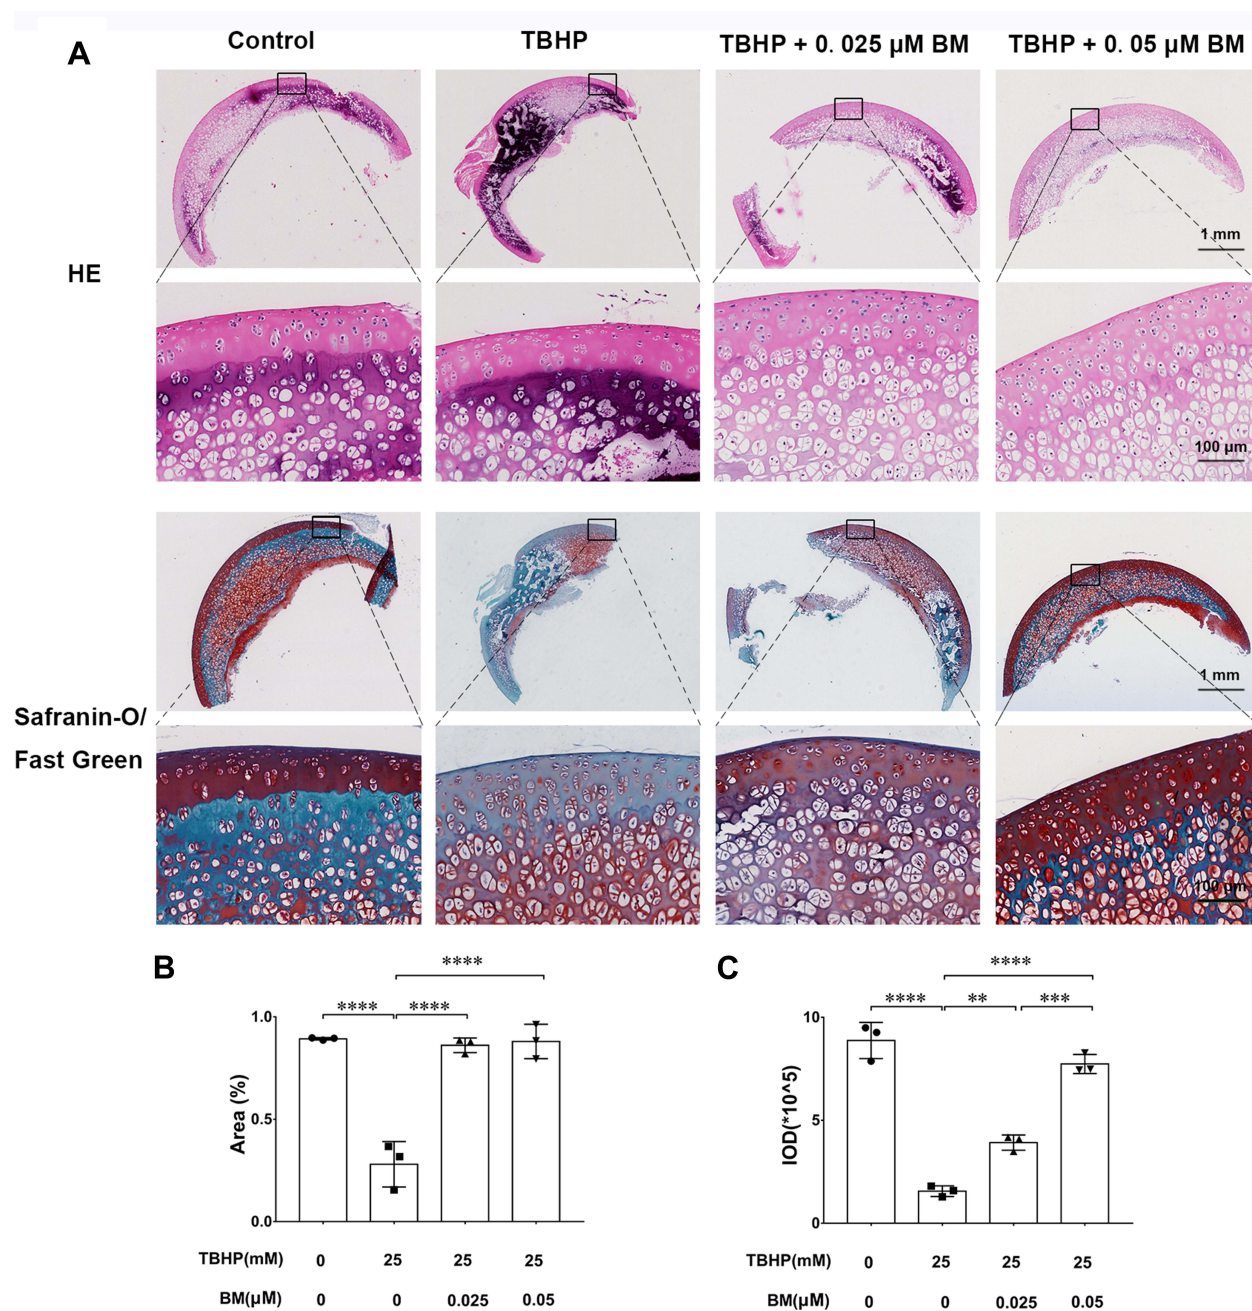 A
Control
TBHP
TBHP + 0. 025 µM BM
TBHP + 0. 05 µM BM
HE
1 mm
100 µm
Safranin-O/
Fast Green
1 mm
100 µm
B
****
****
****
1.0
0.5
0.0
Area (%)
TBHP(mM) 0 25 25 25
BM(µM) 0 0 0.025 0.05
C
****
****
**
***
10
5
0
IOD(*10^5)
TBHP(mM) 0 25 25 25
BM(µM) 0 0 0.025 0.05